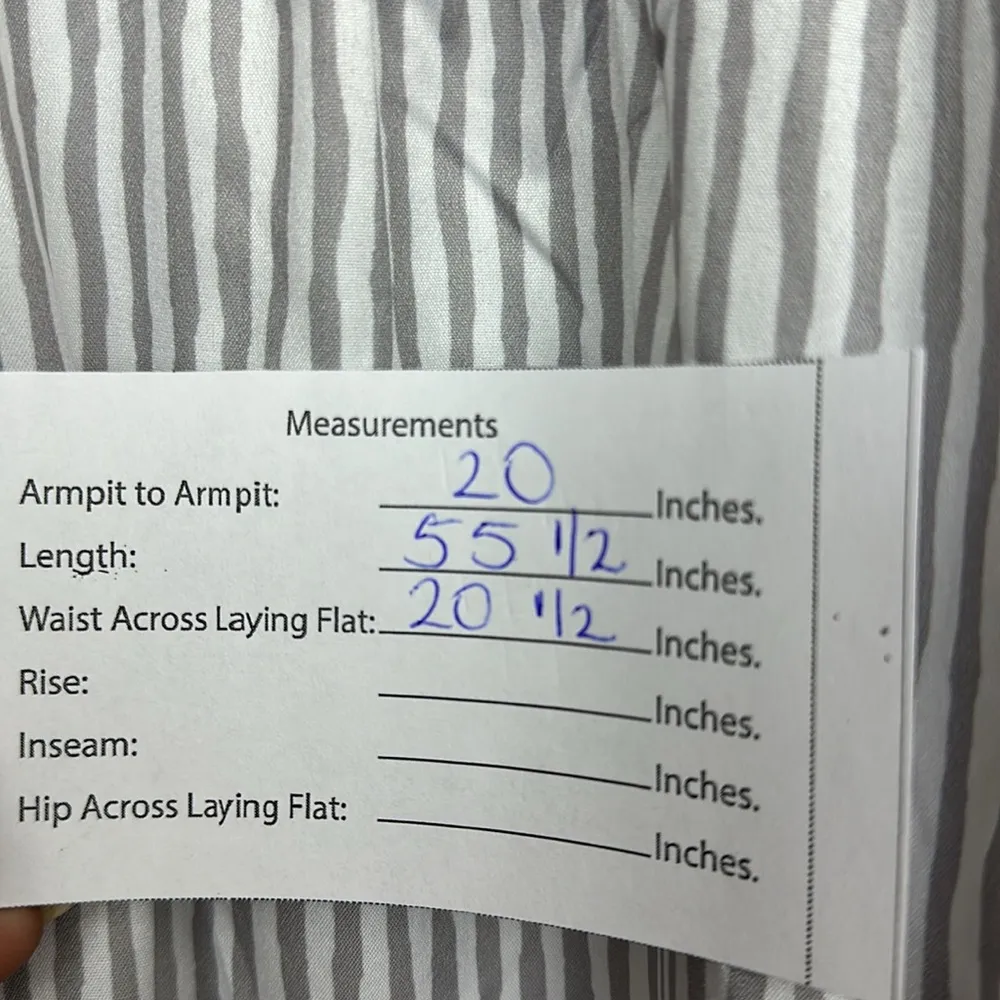 Measurements
Armpit to Armpit: 20 Inches.
Length: 55 1/2 Inches.
Waist Across Laying Flat: 20 1/2 Inches.
Rise: Inches.
Inseam: Inches.
Hip Across Laying Flat: Inches.